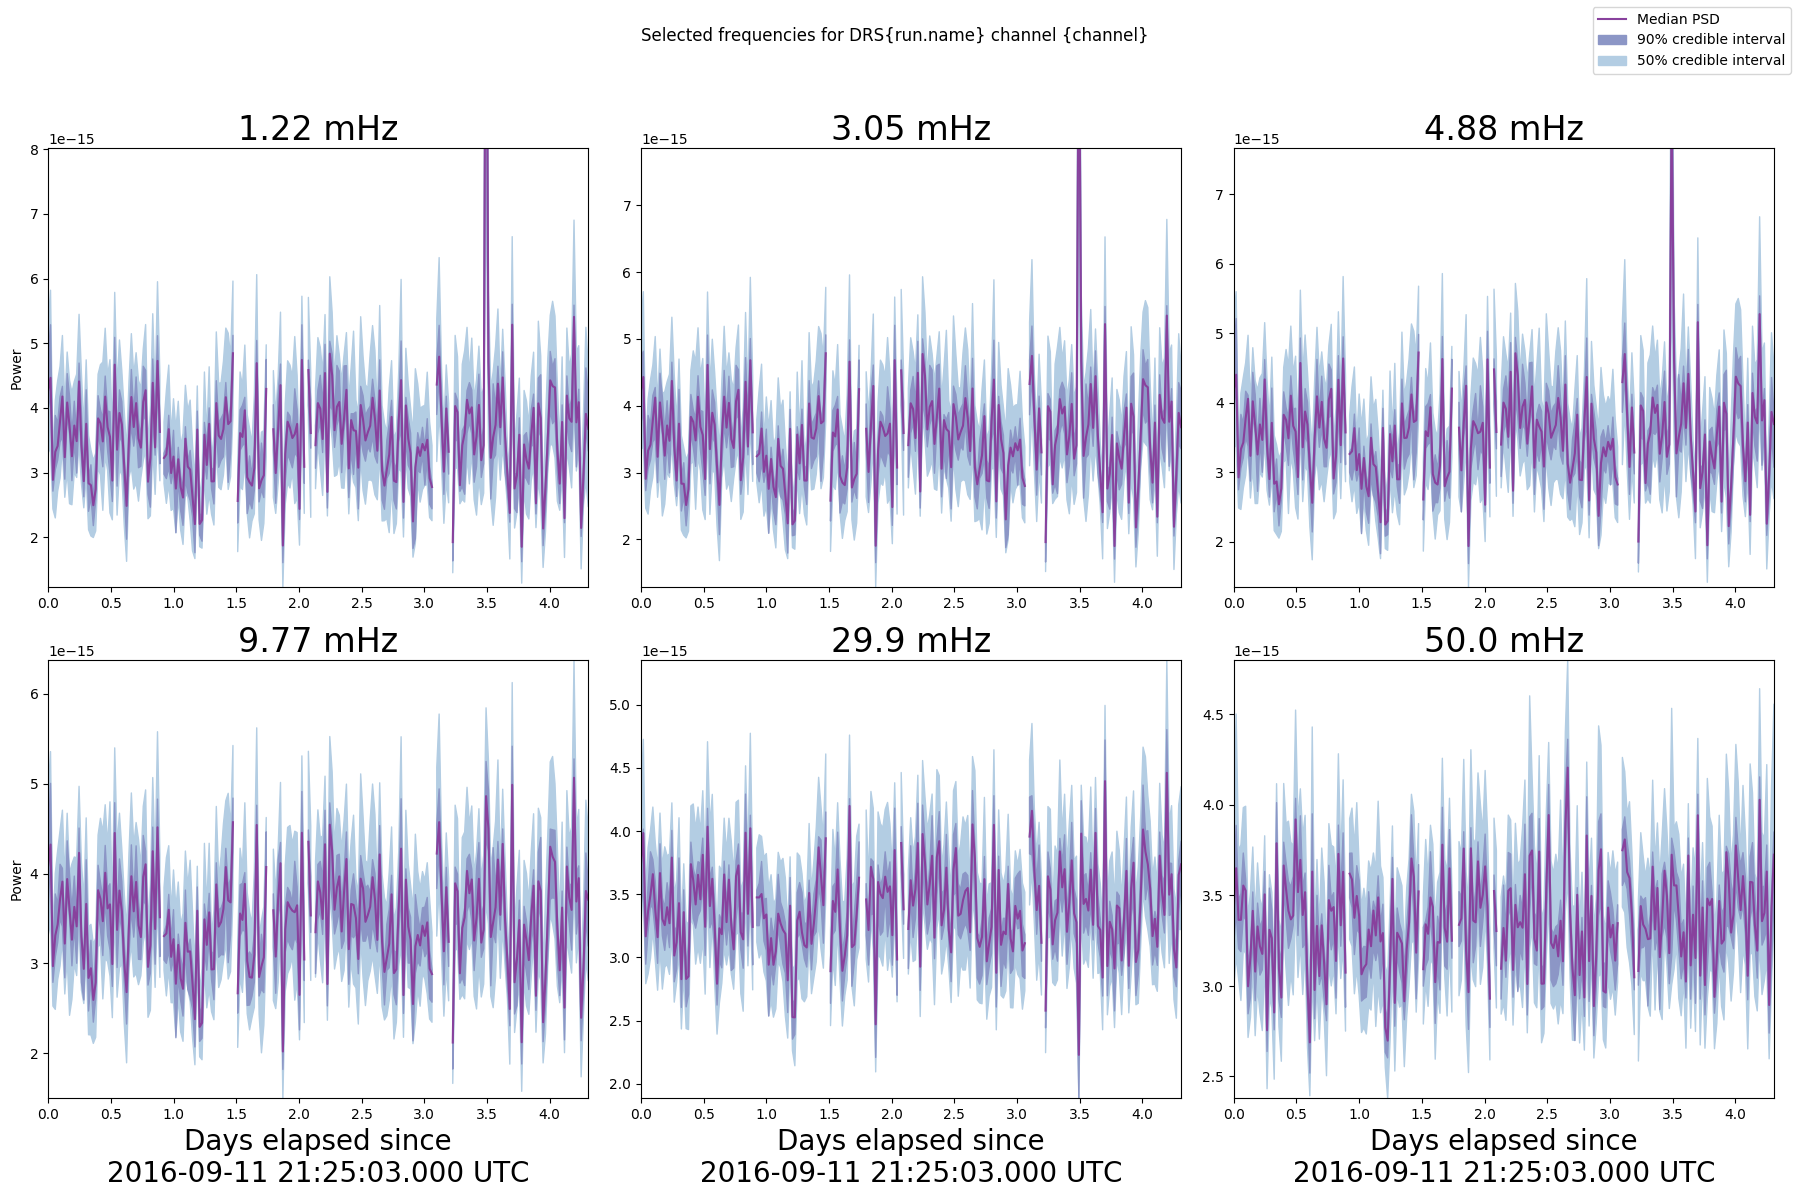 Selected frequencies for DRS{run.name} channel {channel}
Median PSD
90% credible interval
50% credible interval
1.22 mHz
3.05 mHz
4.88 mHz
1e−15
1e−15
1e−15
8
7
6
5
4
3
2
Power
0.0 0.5 1.0 1.5 2.0 2.5 3.0 3.5 4.0
7
6
5
4
3
2
0.0 0.5 1.0 1.5 2.0 2.5 3.0 3.5 4.0
7
6
5
4
3
2
0.0 0.5 1.0 1.5 2.0 2.5 3.0 3.5 4.0
9.77 mHz
29.9 mHz
50.0 mHz
1e−15
1e−15
1e−15
6
5
4
3
2
Power
0.0 0.5 1.0 1.5 2.0 2.5 3.0 3.5 4.0
Days elapsed since
2016-09-11 21:25:03.000 UTC
5.0
4.5
4.0
3.5
3.0
2.5
2.0
0.0 0.5 1.0 1.5 2.0 2.5 3.0 3.5 4.0
Days elapsed since
2016-09-11 21:25:03.000 UTC
4.5
4.0
3.5
3.0
2.5
0.0 0.5 1.0 1.5 2.0 2.5 3.0 3.5 4.0
Days elapsed since
2016-09-11 21:25:03.000 UTC